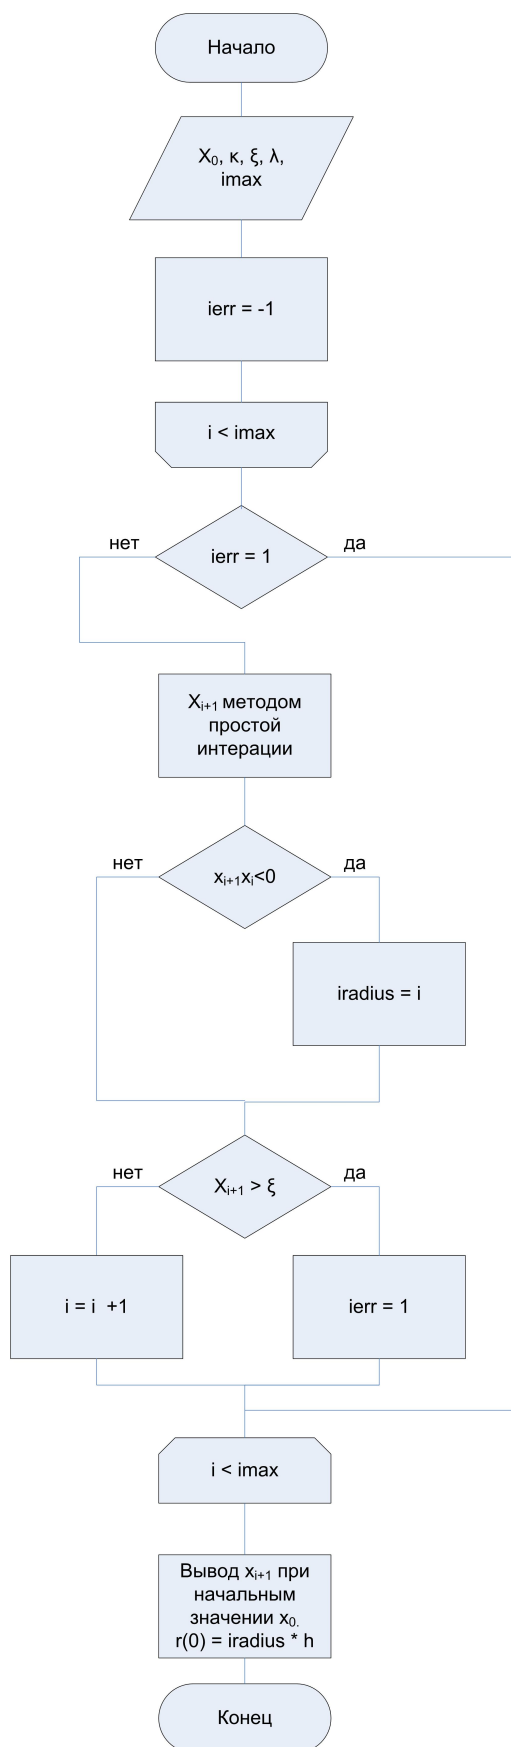 Начало
X₀, κ, ξ, λ,
imax
ierr = -1
i < imax
ierr = 1
нет
да
Xᵢ₊₁ методом
простой
интерации
xᵢ₊₁xᵢ<0
нет
да
iradius = i
Xᵢ₊₁ > ξ
нет
да
i = i +1
ierr = 1
i < imax
Вывод xᵢ₊₁ при
начальным
значении x₀.
r(0) = iradius * h
Конец